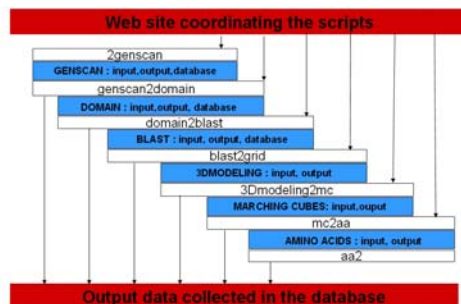 Web site coordinating the scripts
2genscan
GENSCAN : input,output,database
genscan2domain
DOMAIN : input,output, database
domain2blast
BLAST : input, output, database
blast2grid
3DMODELING : input, output
3Dmodeling2mc
MARCHING CUBES: input,ouput
mc2aa
AMINO ACIDS : input, output
aa2
Output data collected in the database